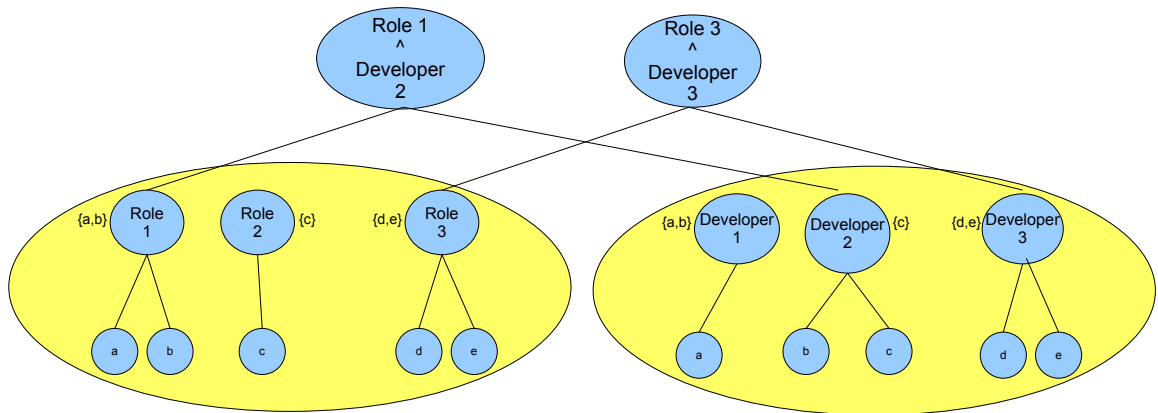 Role 1
^
Developer
2
Role 3
^
Developer
3
{a,b}
Role
1
Role
2
{c}
{d,e}
Role
3
{a,b}
Developer
1
Developer
2
{c}
{d,e}
Developer
3
a
b
c
d
e
a
b
c
d
e